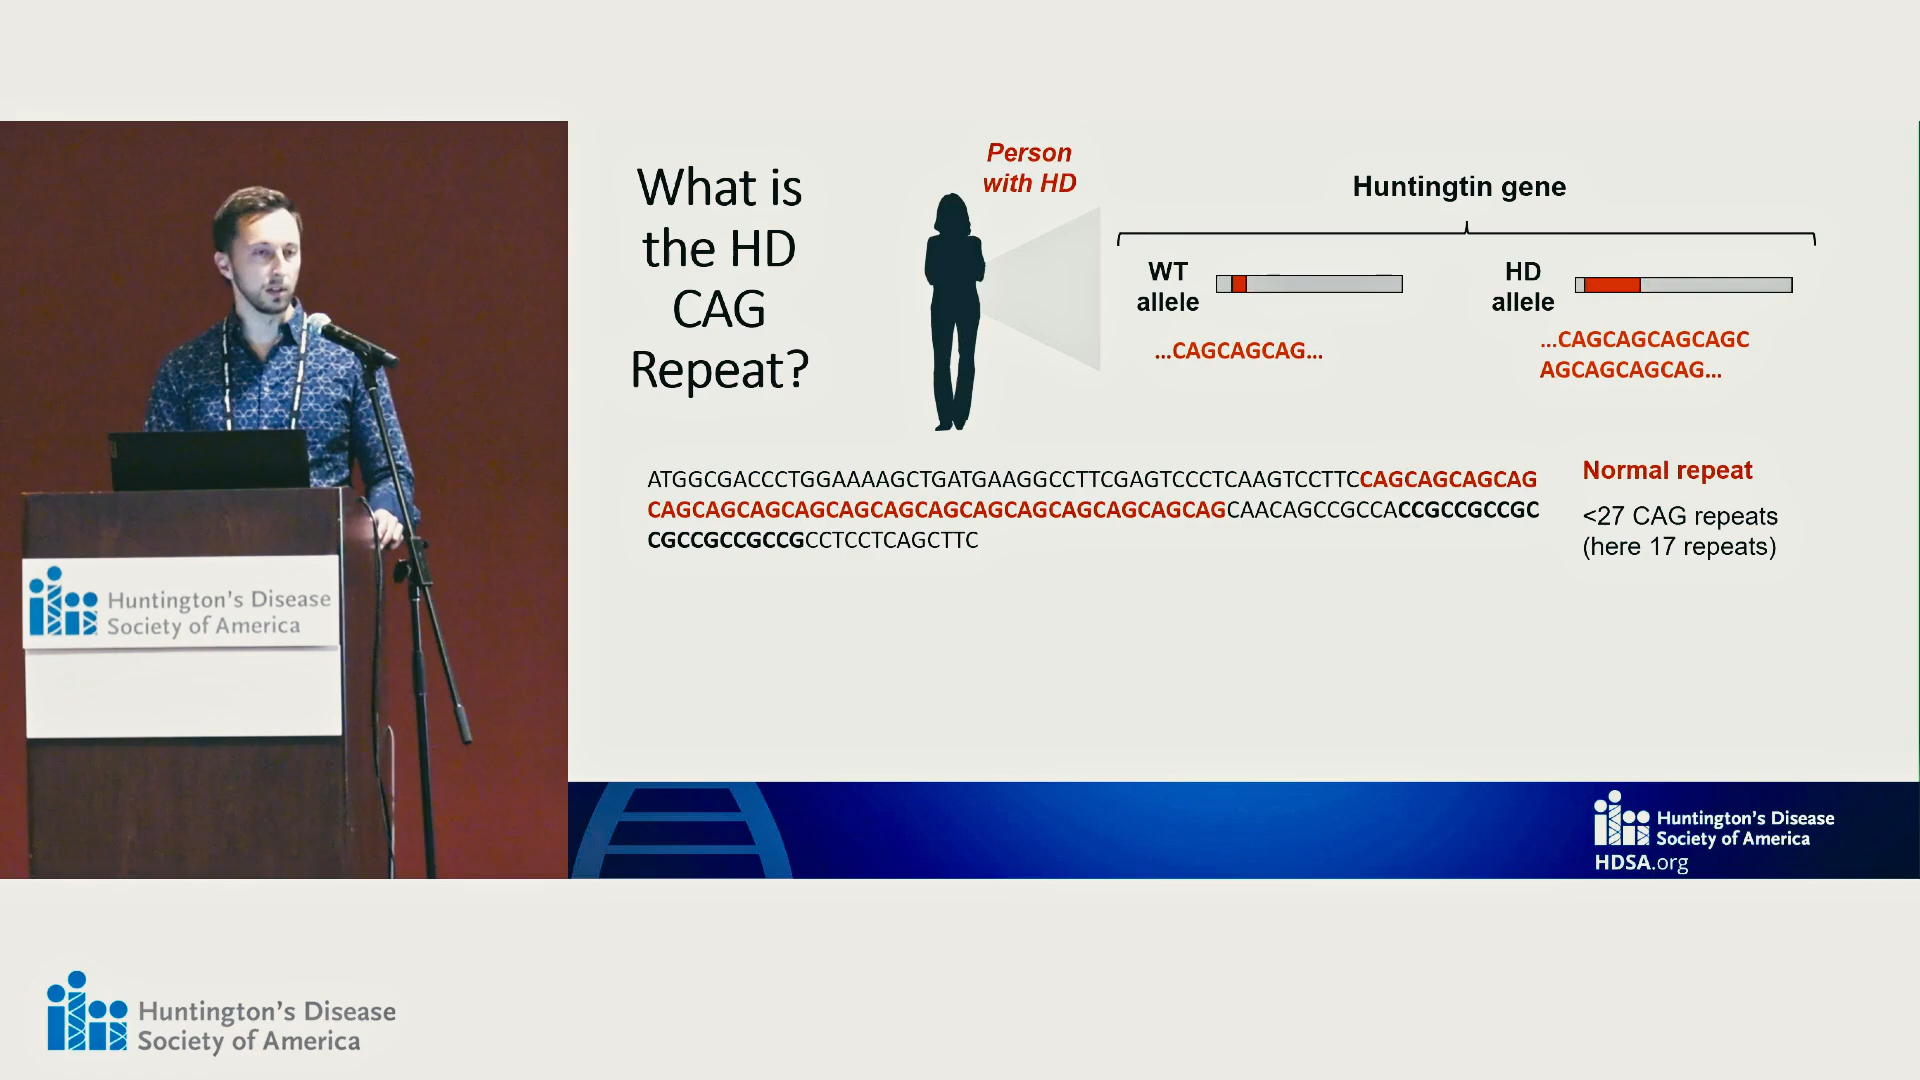 What is
the HD
CAG
Repeat?
Person
with HD
Huntingtin gene
WT
allele
...CAGCAGCAG...
HD
allele
...CAGCAGCAGCAGC
AGCAGCAGCAG...
ATGGCGACCCTGGAAAAGCTGATGAAGGCCTTCGAGTCCCTCAAGTCCTTCCAGCAGCAGCAG
CAGCAGCAGCAGCAGCAGCAGCAGCAGCAGCAGCAGCAGCAACAGCCGCCACCGCCGCCGC
CGCCGCCGCCGCCTCCTCAGCTTC
Normal repeat
<27 CAG repeats
(here 17 repeats)
Huntington's Disease
Society of America
Huntington's Disease
Society of America
HDSA.org
Huntington's Disease
Society of America